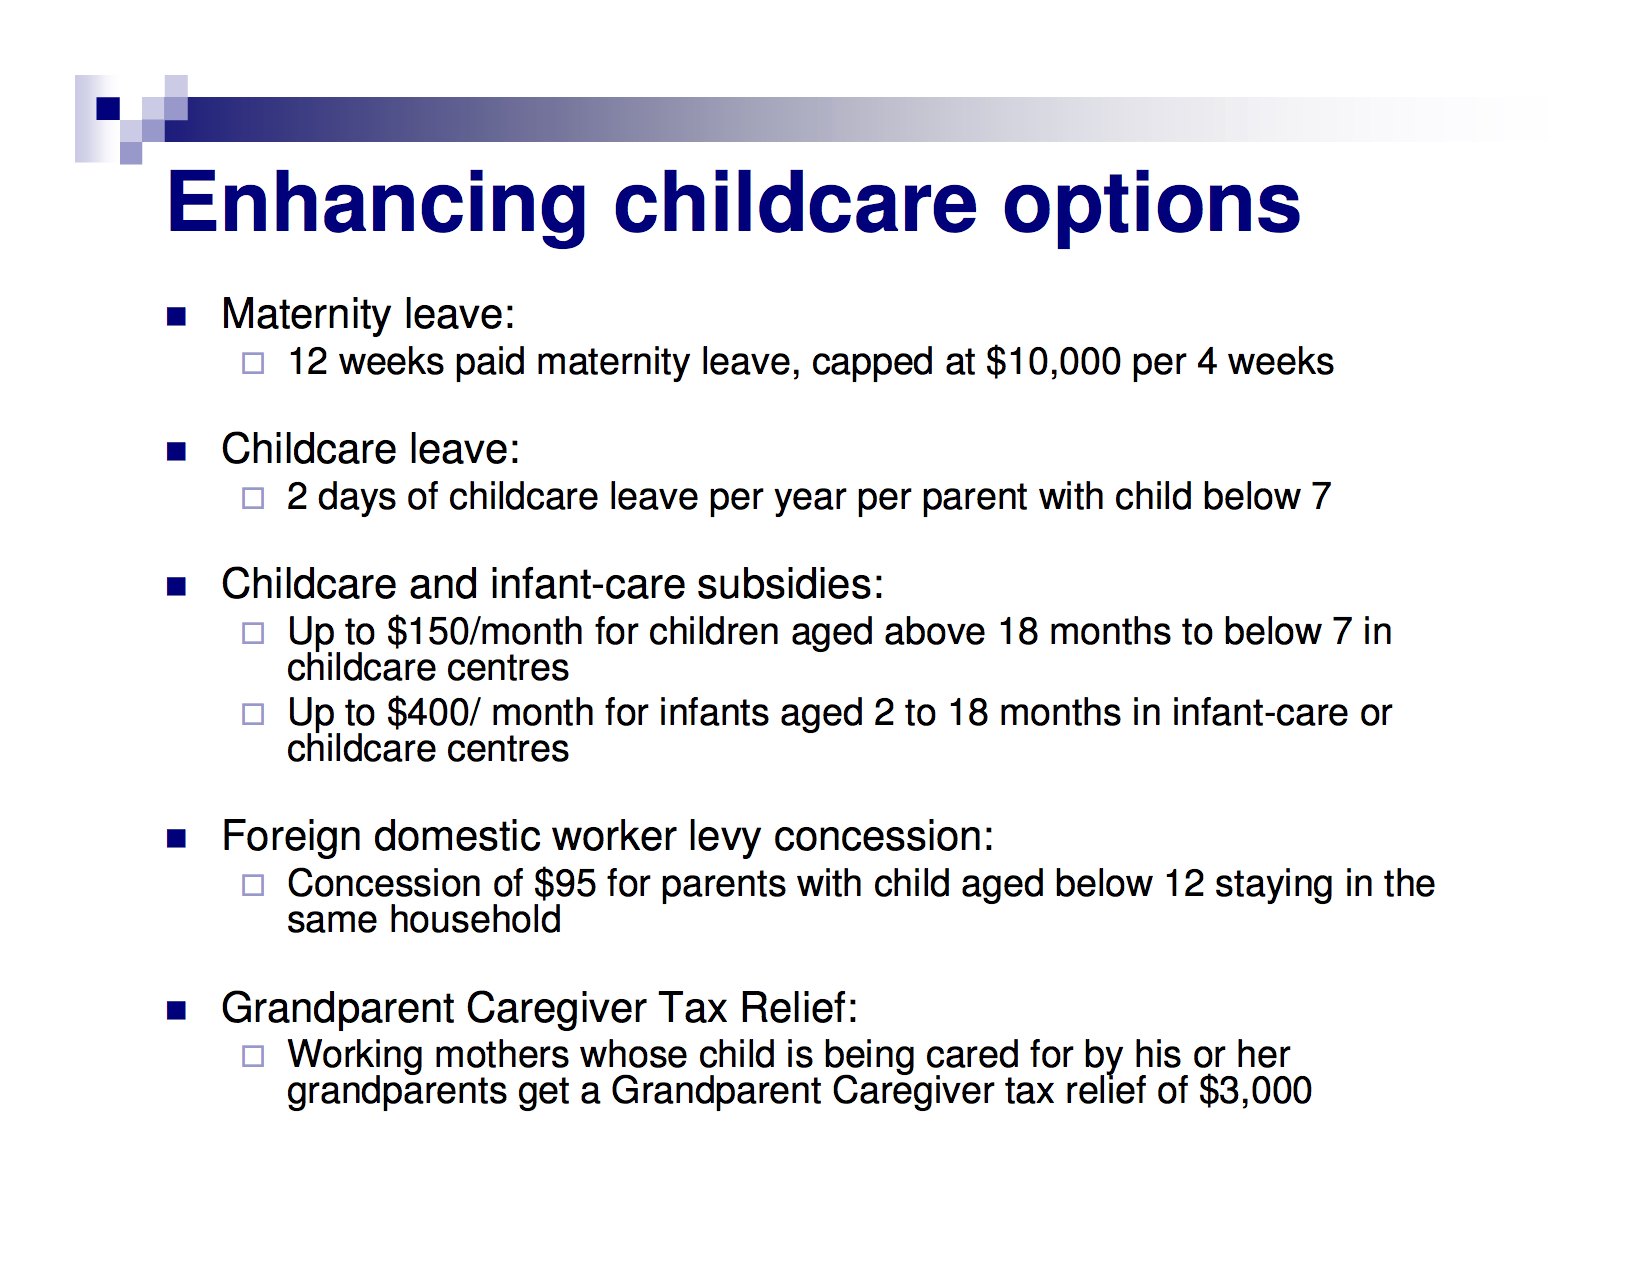 Enhancing childcare options
Maternity leave:
12 weeks paid maternity leave, capped at $10,000 per 4 weeks
Childcare leave:
2 days of childcare leave per year per parent with child below 7
Childcare and infant-care subsidies:
Up to $150/month for children aged above 18 months to below 7 in
childcare centres
Up to $400/ month for infants aged 2 to 18 months in infant-care or
childcare centres
Foreign domestic worker levy concession:
Concession of $95 for parents with child aged below 12 staying in the
same household
Grandparent Caregiver Tax Relief:
Working mothers whose child is being cared for by his or her
grandparents get a Grandparent Caregiver tax relief of $3,000